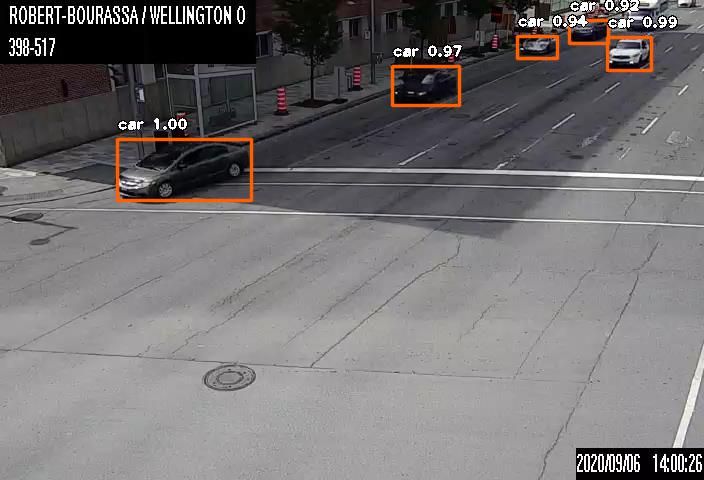 ROBERT-BOURASSA / WELLINGTON O
398-517
car 0.92
car 0.94
car 0.99
car 0.97
car 1.00
2020/09/06 14:00:26